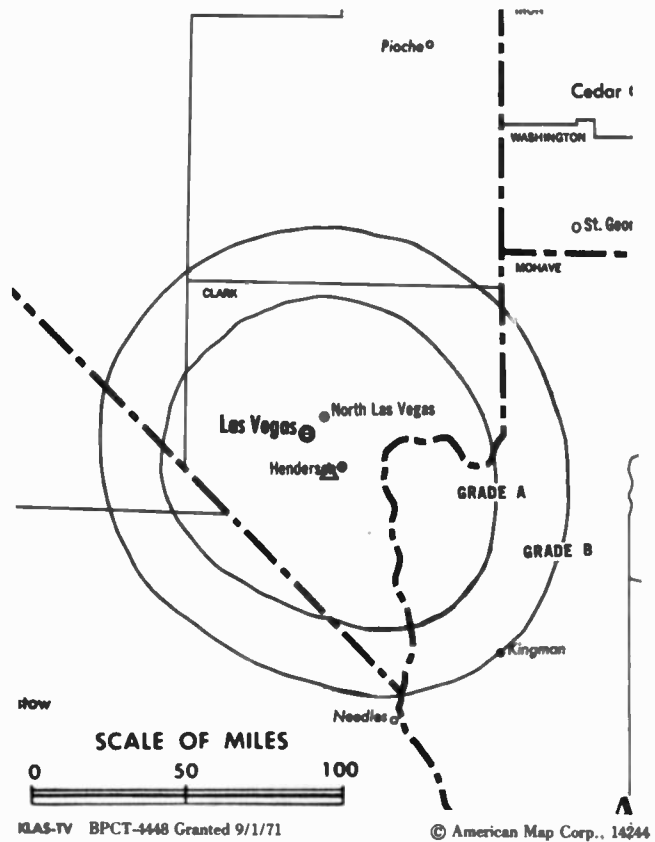 Pioche
Cedar
WASHINGTON
St. Geor
MOHAVE
CLARK
North Las Vegas
Las Vegas
Henderson
GRADE A
GRADE B
Kingman
stow
Needles
SCALE OF MILES
0 50 100
KLAS-TV BPCT-4448 Granted 9/1/71
© American Map Corp., 14244